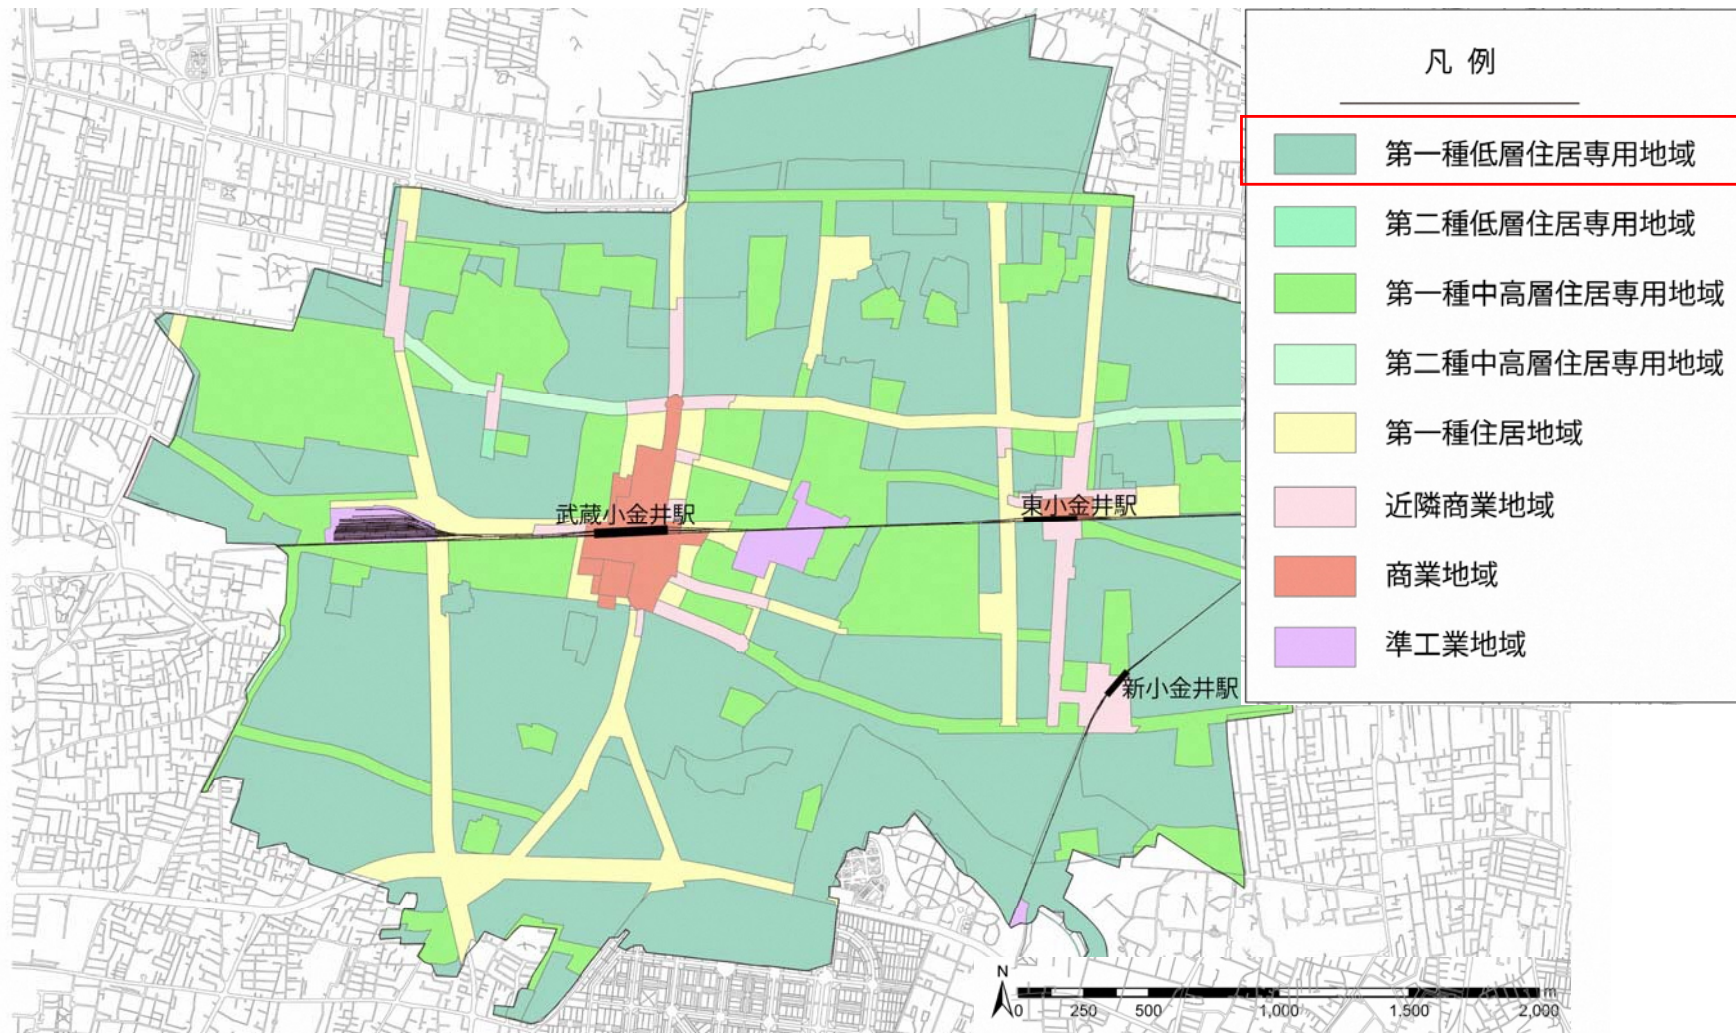 凡 例
第一種低層住居専用地域
第二種低層住居専用地域
第一種中高層住居専用地域
第二種中高層住居専用地域
第一種住居地域
近隣商業地域
商業地域
準工業地域
武蔵小金井駅
東小金井駅
新小金井駅
N
m
0 250 500 1,000 1,500 2,000